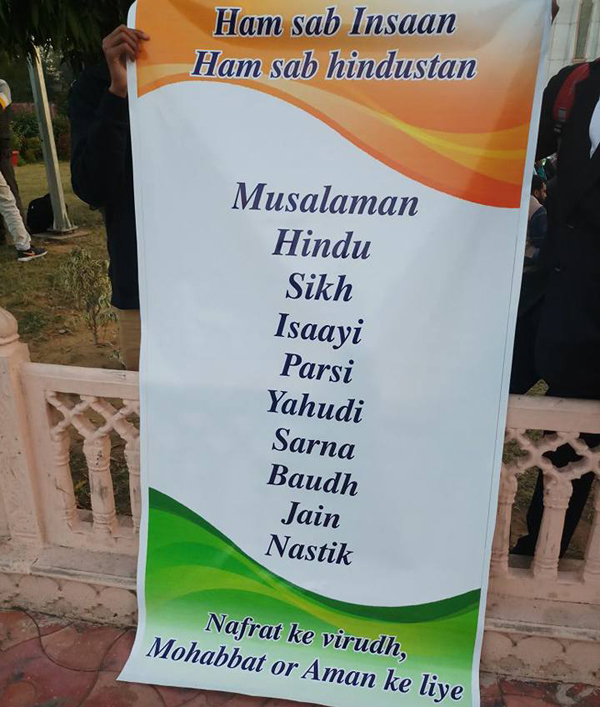 Ham sab Insaan
Ham sab hindustan
Musalaman
Hindu
Sikh
Isaayi
Parsi
Yahudi
Sarna
Baudh
Jain
Nastik
Nafrat ke virudh,
Mohabbat or Aman ke liye